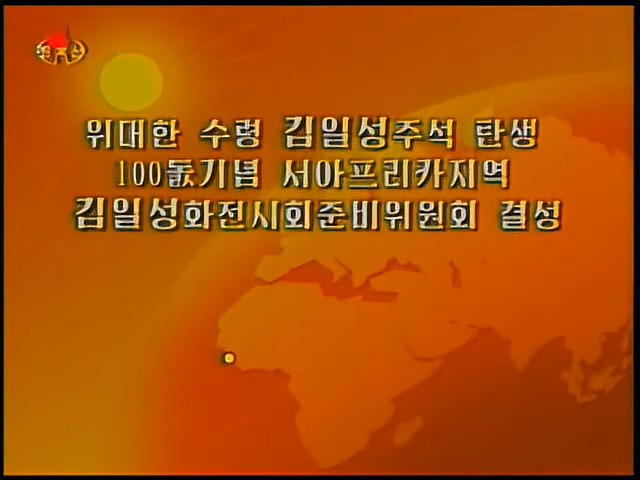 위대한 수령 김일성주석 탄생
100돐기념 서아프리카지역
김일성화전시회준비위원회 결성